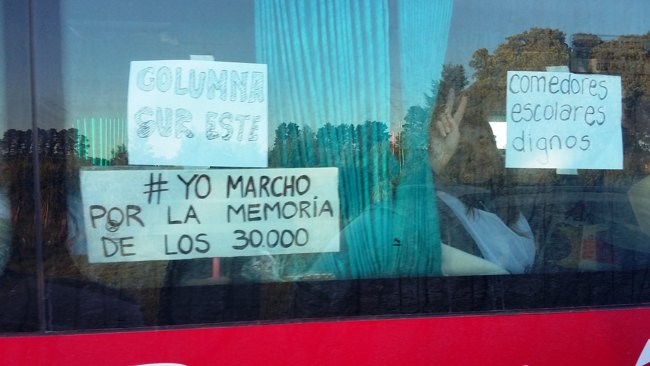 COLUMNA
SUR ESTE
# YO MARCHO
POR LA MEMORIA
DE LOS 30.000
comedores
escolares
dignos